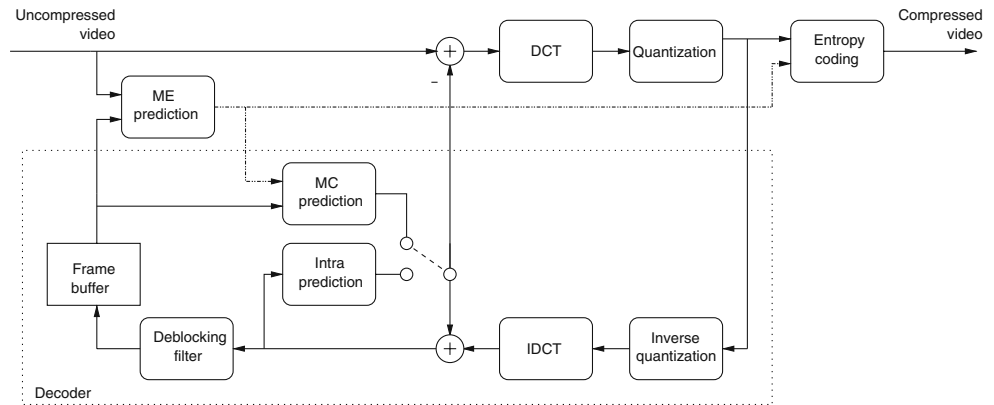 Uncompressed
video
Compressed
video
+
DCT
Quantization
Entropy
coding
–
ME
prediction
MC
prediction
Intra
prediction
Frame
buffer
Deblocking
filter
+
IDCT
Inverse
quantization
Decoder